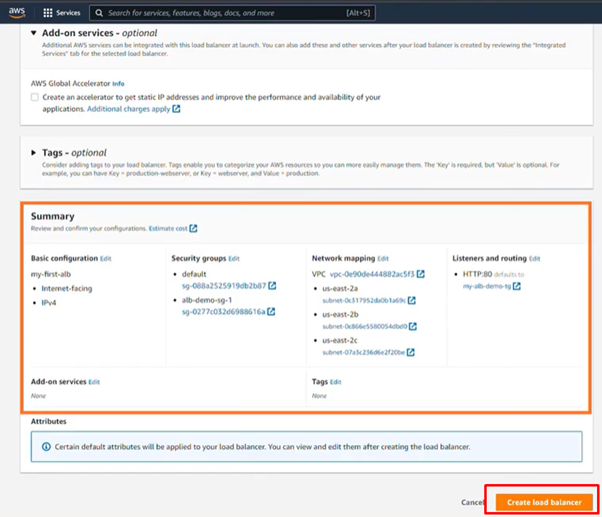 aws Services Search for services, features, blogs, docs, and more [Alt+S]
Add-on services - optional
Additional AWS services can be integrated with this load balancer at launch. You can also add these and other services after your load balancer is created by reviewing the "Integrated
Services" tab for the selected load balancer.
AWS Global Accelerator Info
Create an accelerator to get static IP addresses and improve the performance and availability of your
applications. Additional charges apply
Tags - optional
Consider adding tags to your load balancer. Tags enable you to categorize your AWS resources so you can more easily manage them. The 'Key' is required, but 'Value' is optional. For
example, you can have Key = production-webserver, or Key = webserver, and Value = production.
Summary
Review and confirm your configurations. Estimate cost
Basic configuration Edit
my-first-alb
• Internet-facing
• IPv4
Security groups Edit
• default
sg-088a2525919db2b87
• alb-demo-sg-1
sg-0277c032d6988616a
Network mapping Edit
VPC vpc-0e90de444882ac5f3
• us-east-2a
subnet-0c317952da0b1a69c
• us-east-2b
subnet-0c866e5580054dbd0
• us-east-2c
subnet-07a3c236d6e2f20be
Listeners and routing Edit
• HTTP:80 defaults to
my-alb-demo-tg
Add-on services Edit
None
Tags Edit
None
Attributes
Certain default attributes will be applied to your load balancer. You can view and edit them after creating the load balancer.
Cancel Create load balancer